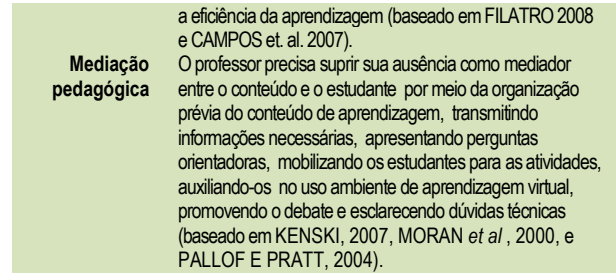 a eficiência da aprendizagem (baseado em FILATRO 2008
e CAMPOS et. al. 2007).
Mediação O professor precisa suprir sua ausência como mediador
pedagógica entre o conteúdo e o estudante por meio da organização
prévia do conteúdo de aprendizagem, transmitindo
informações necessárias, apresentando perguntas
orientadoras, mobilizando os estudantes para as atividades,
auxiliando-os no uso ambiente de aprendizagem virtual,
promovendo o debate e esclarecendo dúvidas técnicas
(baseado em KENSKI, 2007, MORAN et al , 2000, e
PALLOF E PRATT, 2004).